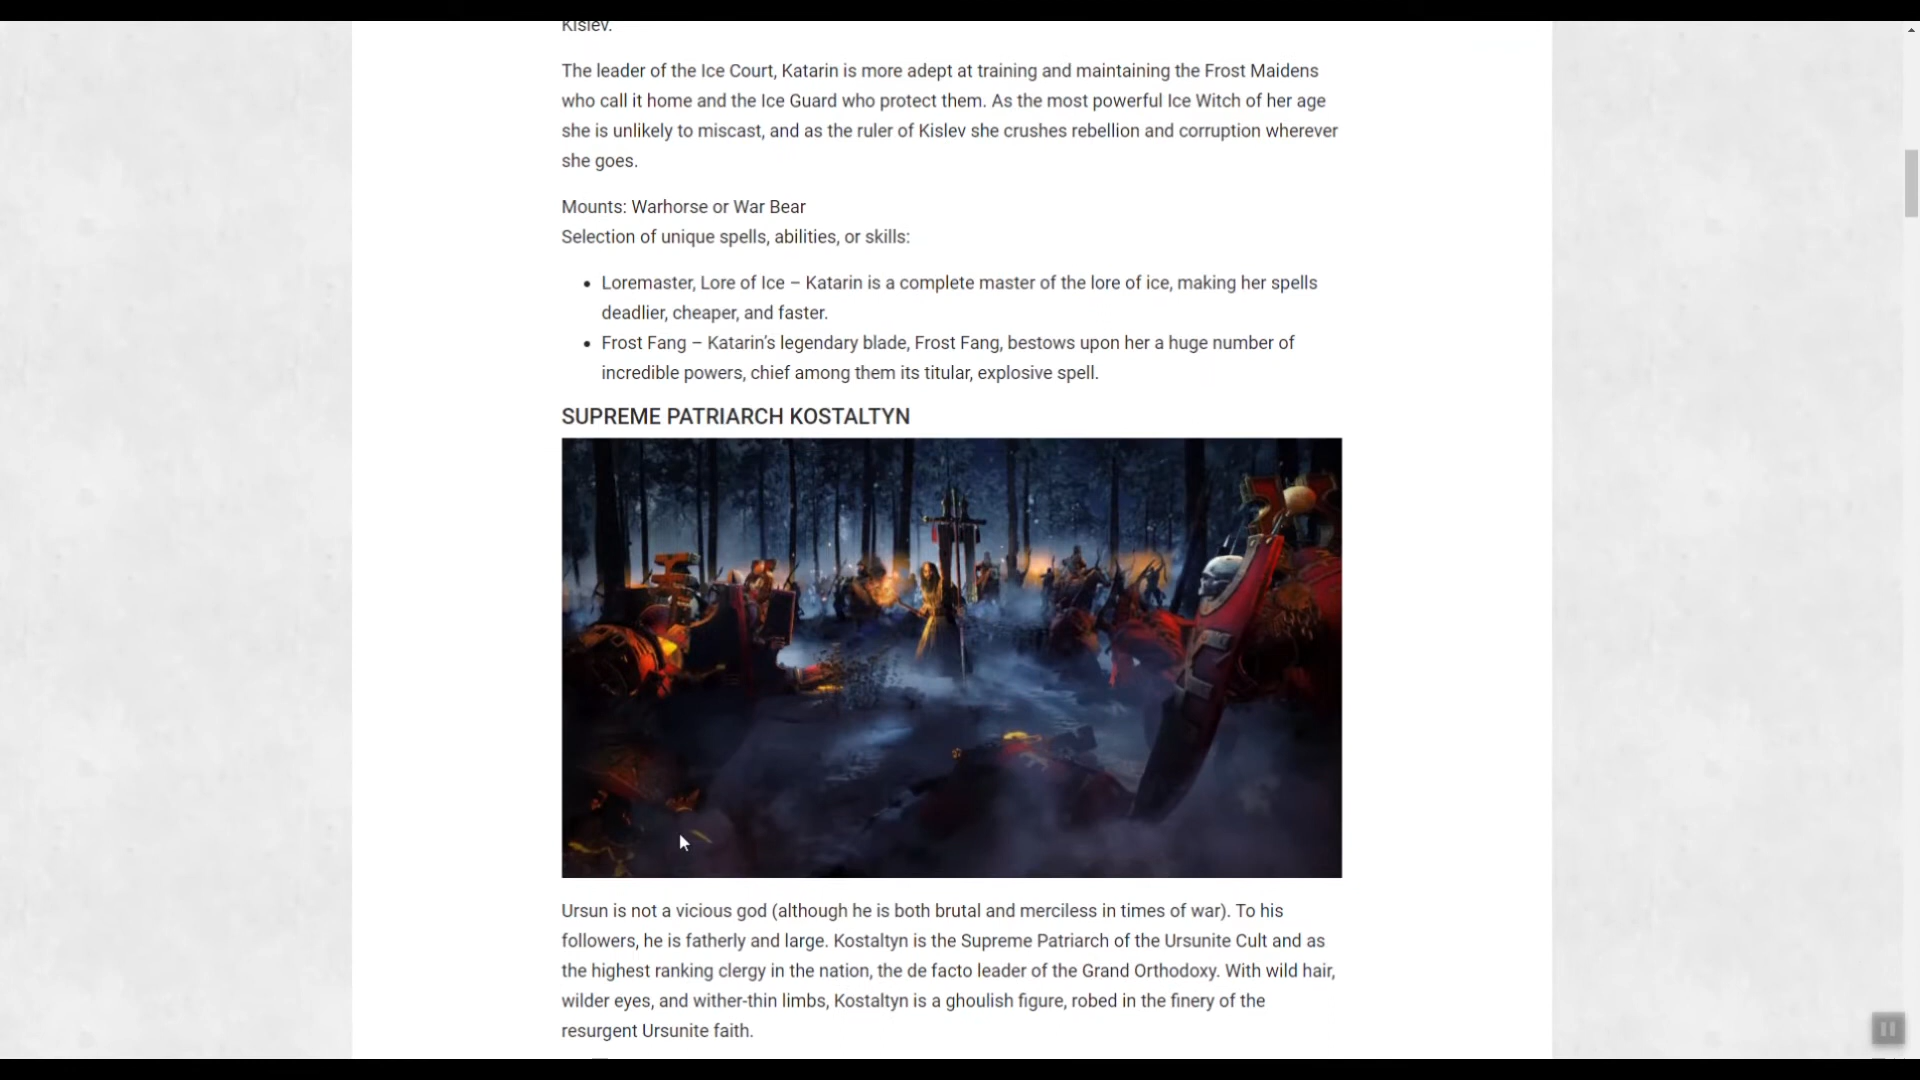 Kislev.
The leader of the Ice Court, Katarin is more adept at training and maintaining the Frost Maidens
who call it home and the Ice Guard who protect them. As the most powerful Ice Witch of her age
she is unlikely to miscast, and as the ruler of Kislev she crushes rebellion and corruption wherever
she goes.
Mounts: Warhorse or War Bear
Selection of unique spells, abilities, or skills:
• Loremaster, Lore of Ice – Katarin is a complete master of the lore of ice, making her spells
deadlier, cheaper, and faster.
• Frost Fang – Katarin's legendary blade, Frost Fang, bestows upon her a huge number of
incredible powers, chief among them its titular, explosive spell.
SUPREME PATRIARCH KOSTALTYN
Ursun is not a vicious god (although he is both brutal and merciless in times of war). To his
followers, he is fatherly and large. Kostaltyn is the Supreme Patriarch of the Ursunite Cult and as
the highest ranking clergy in the nation, the de facto leader of the Grand Orthodoxy. With wild hair,
wilder eyes, and wither-thin limbs, Kostaltyn is a ghoulish figure, robed in the finery of the
resurgent Ursunite faith.